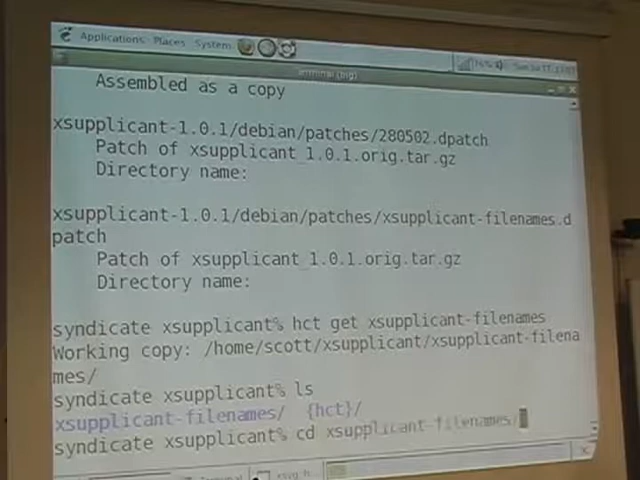 Applications Places System
Assembled as a copy
xsupplicant-1.0.1/debian/patches/280502.dpatch
Patch of xsupplicant_1.0.1.orig.tar.gz
Directory name:
xsupplicant-1.0.1/debian/patches/xsupplicant-filenames.d
patch
Patch of xsupplicant_1.0.1.orig.tar.gz
Directory name:
syndicate xsupplicant% hct get xsupplicant-filenames
Working copy: /home/scott/xsupplicant/xsupplicant-filena
mes/
syndicate xsupplicant% ls
xsupplicant-filenames/ {hct}/
syndicate xsupplicant% cd xsupplicant-filenames/